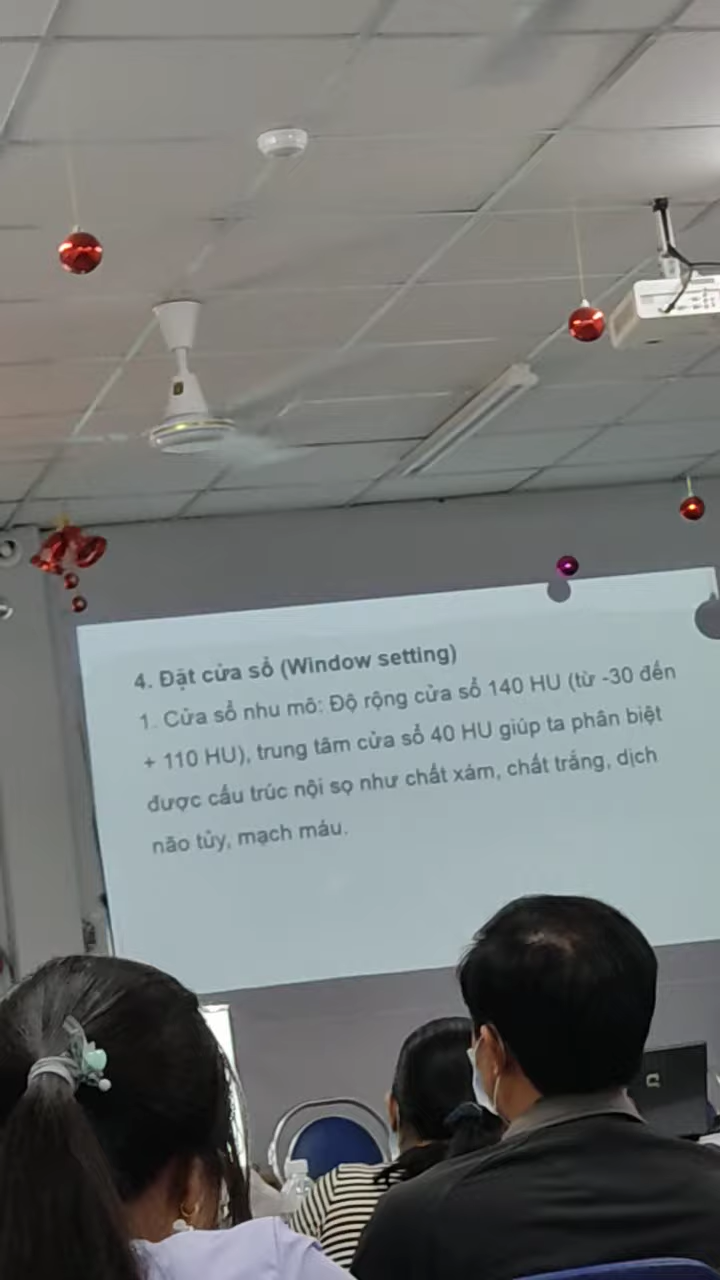 4. Đặt cửa sổ (Window setting)
1. Cửa sổ nhu mô: Độ rộng cửa sổ 140 HU (từ -30 đến
+ 110 HU), trung tâm cửa sổ 40 HU giúp ta phân biệt
được cấu trúc nội sọ như chất xám, chất trắng, dịch
não tủy, mạch máu.